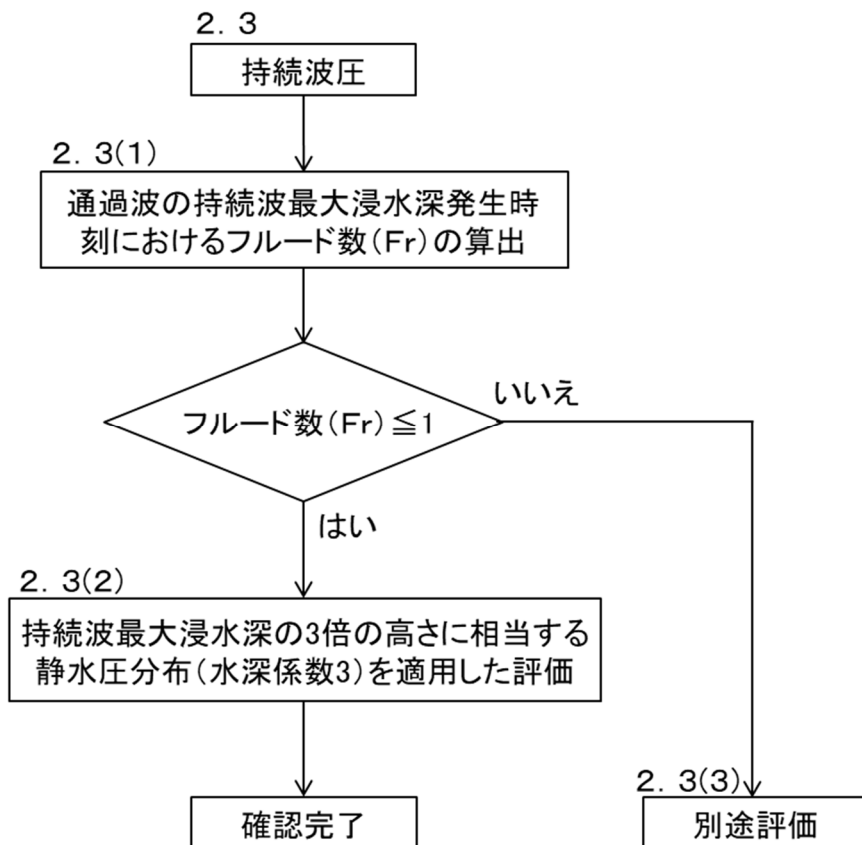 2．3
持続波圧
2．3(1)
通過波の持続波最大浸水深発生時
刻におけるフルード数(Fr)の算出
フルード数(Fr)≦1
いいえ
はい
2．3(2)
持続波最大浸水深の3倍の高さに相当する
静水圧分布(水深係数3)を適用した評価
2．3(3)
確認完了
別途評価